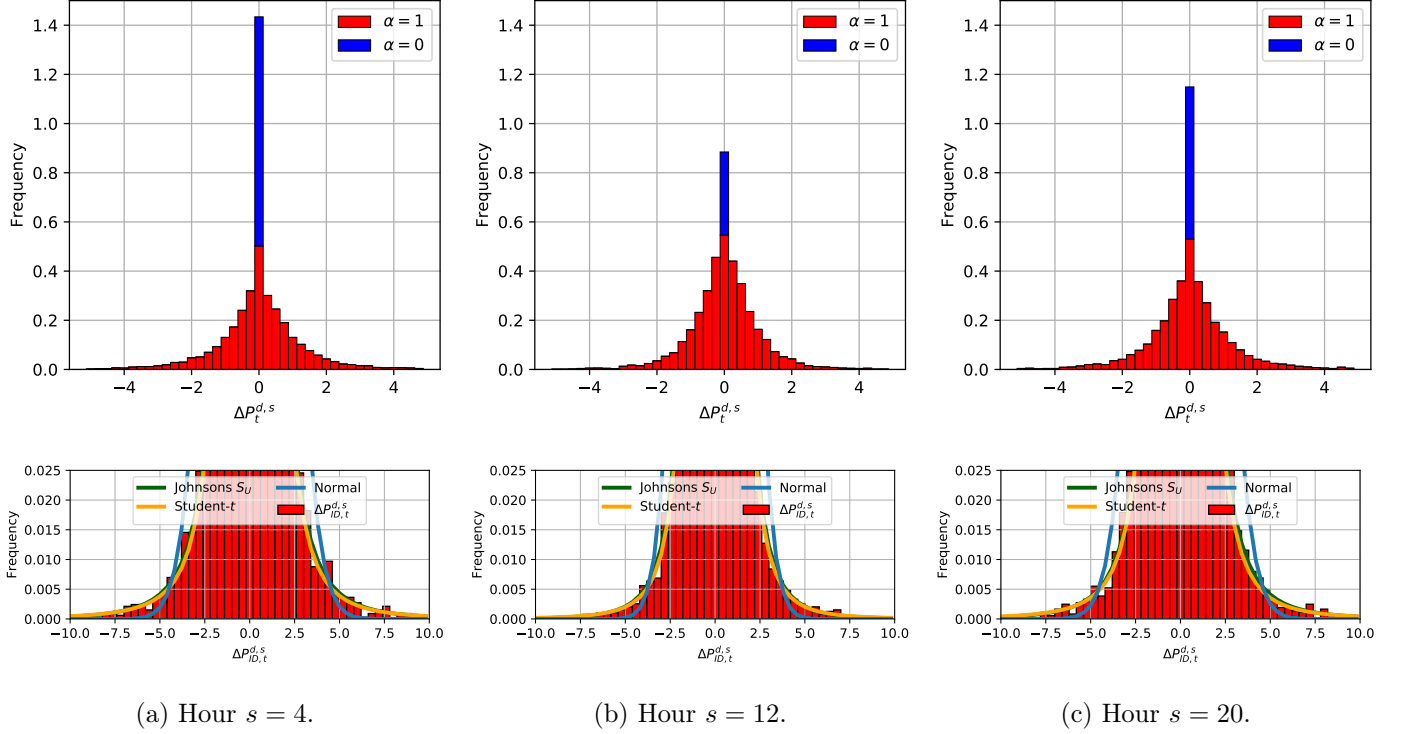 1.4
1.2
1.0
0.8
0.6
0.4
0.2
0.0
Frequency
−4 −2 0 2 4
ΔP_t^{d,s}
α = 1
α = 0
1.4
1.2
1.0
0.8
0.6
0.4
0.2
0.0
Frequency
−4 −2 0 2 4
ΔP_t^{d,s}
α = 1
α = 0
1.4
1.2
1.0
0.8
0.6
0.4
0.2
0.0
Frequency
−4 −2 0 2 4
ΔP_t^{d,s}
α = 1
α = 0
0.025
0.020
0.015
0.010
0.005
0.000
Frequency
−10.0 −7.5 −5.0 −2.5 0.0 2.5 5.0 7.5 10.0
ΔP_{ID,t}^{d,s}
Johnsons S_U
Student-t
Normal
ΔP_{ID,t}^{d,s}
0.025
0.020
0.015
0.010
0.005
0.000
Frequency
−10.0 −7.5 −5.0 −2.5 0.0 2.5 5.0 7.5 10.0
ΔP_{ID,t}^{d,s}
Johnsons S_U
Student-t
Normal
ΔP_{ID,t}^{d,s}
0.025
0.020
0.015
0.010
0.005
0.000
Frequency
−10.0 −7.5 −5.0 −2.5 0.0 2.5 5.0 7.5 10.0
ΔP_{ID,t}^{d,s}
Johnsons S_U
Student-t
Normal
ΔP_{ID,t}^{d,s}
(a) Hour s = 4.
(b) Hour s = 12.
(c) Hour s = 20.